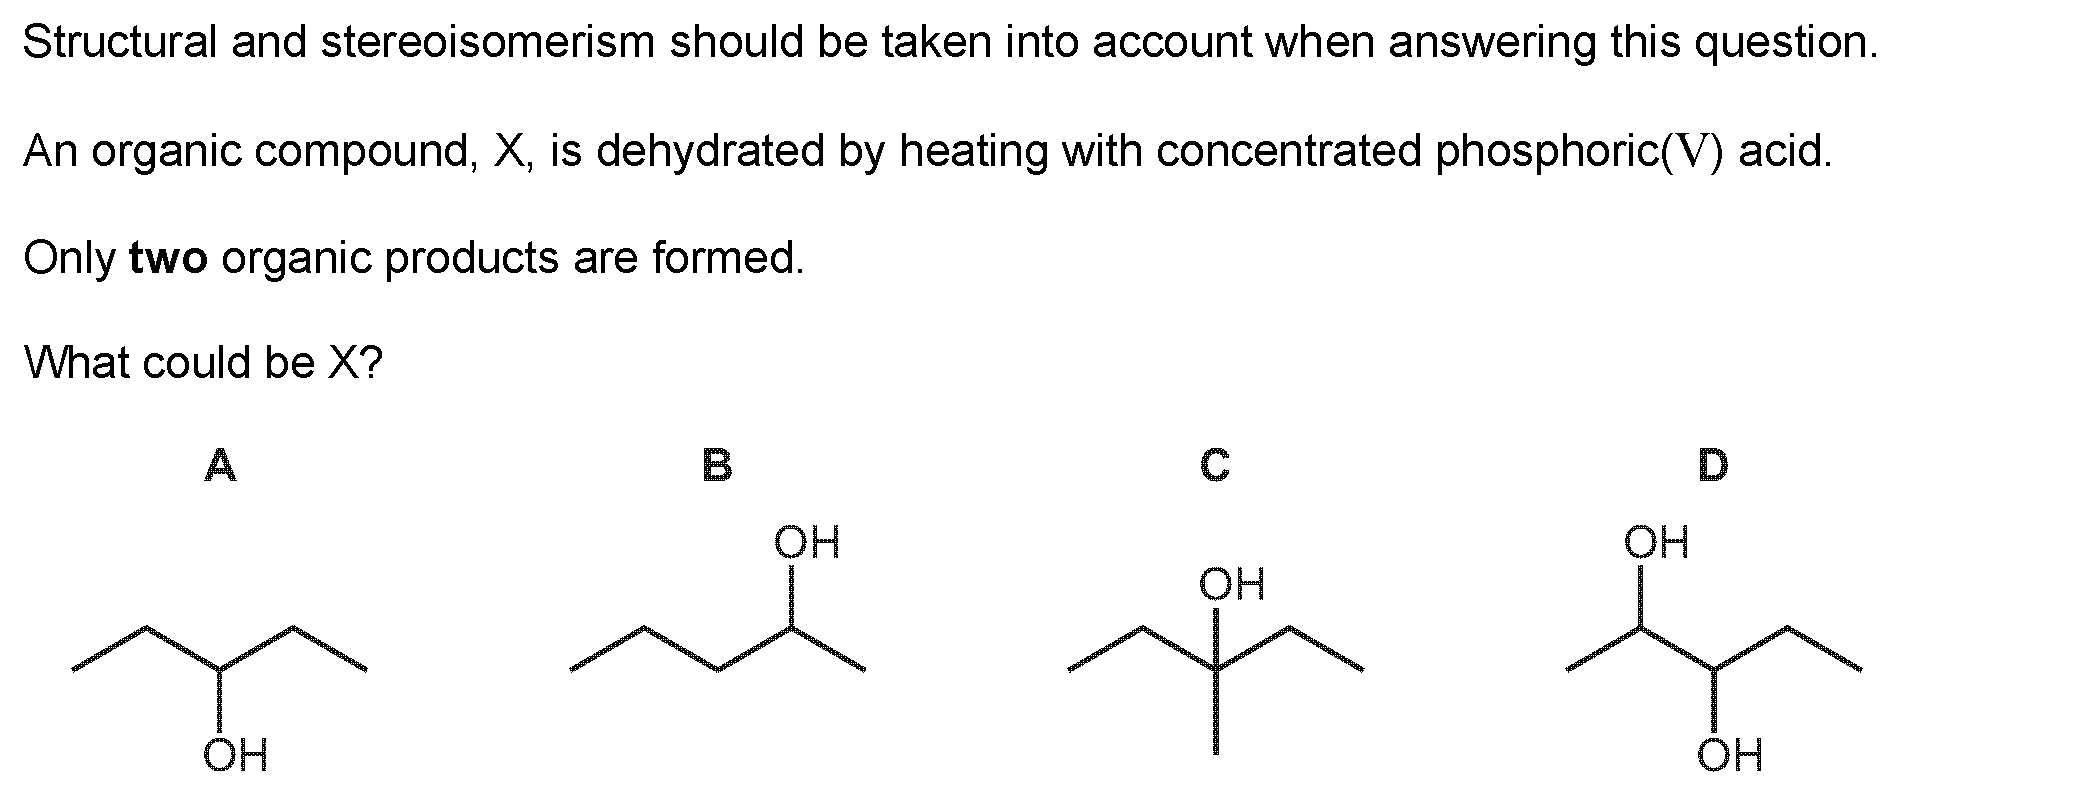 Structural and stereoisomerism should be taken into account when answering this question.
An organic compound, X, is dehydrated by heating with concentrated phosphoric(V) acid.
Only two organic products are formed.
What could be X?
A B C D
OH OH OH OH